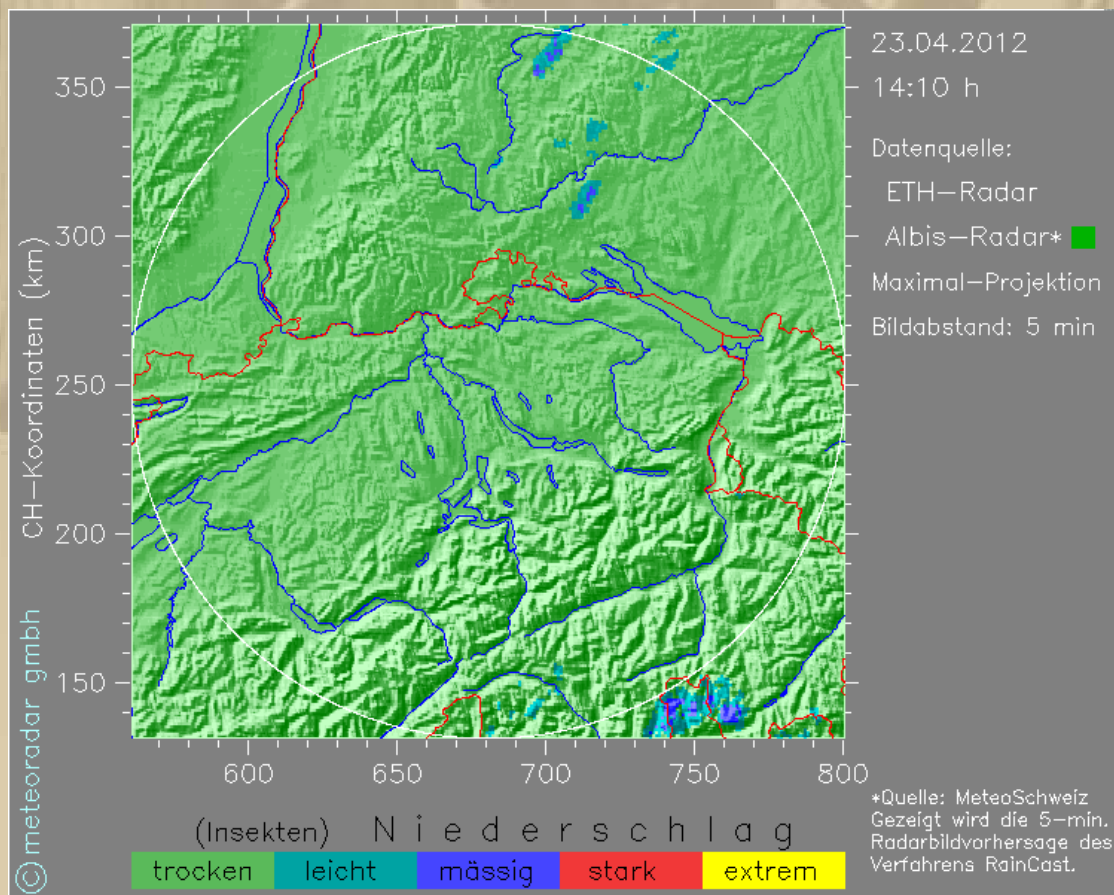 23.04.2012
14:10 h
Datenquelle:
ETH-Radar
Albis-Radar*
Maximal-Projektion
Bildabstand: 5 min
CH-Koordinaten (km)
350
300
250
200
150
600
650
700
750
800
© meteoradar gmbh
(Insekten) Niederschlag
trocken
leicht
mässig
stark
extrem
*Quelle: MeteoSchweiz
Gezeigt wird die 5-min.
Radarbildvorhersage des
Verfahrens RainCast.